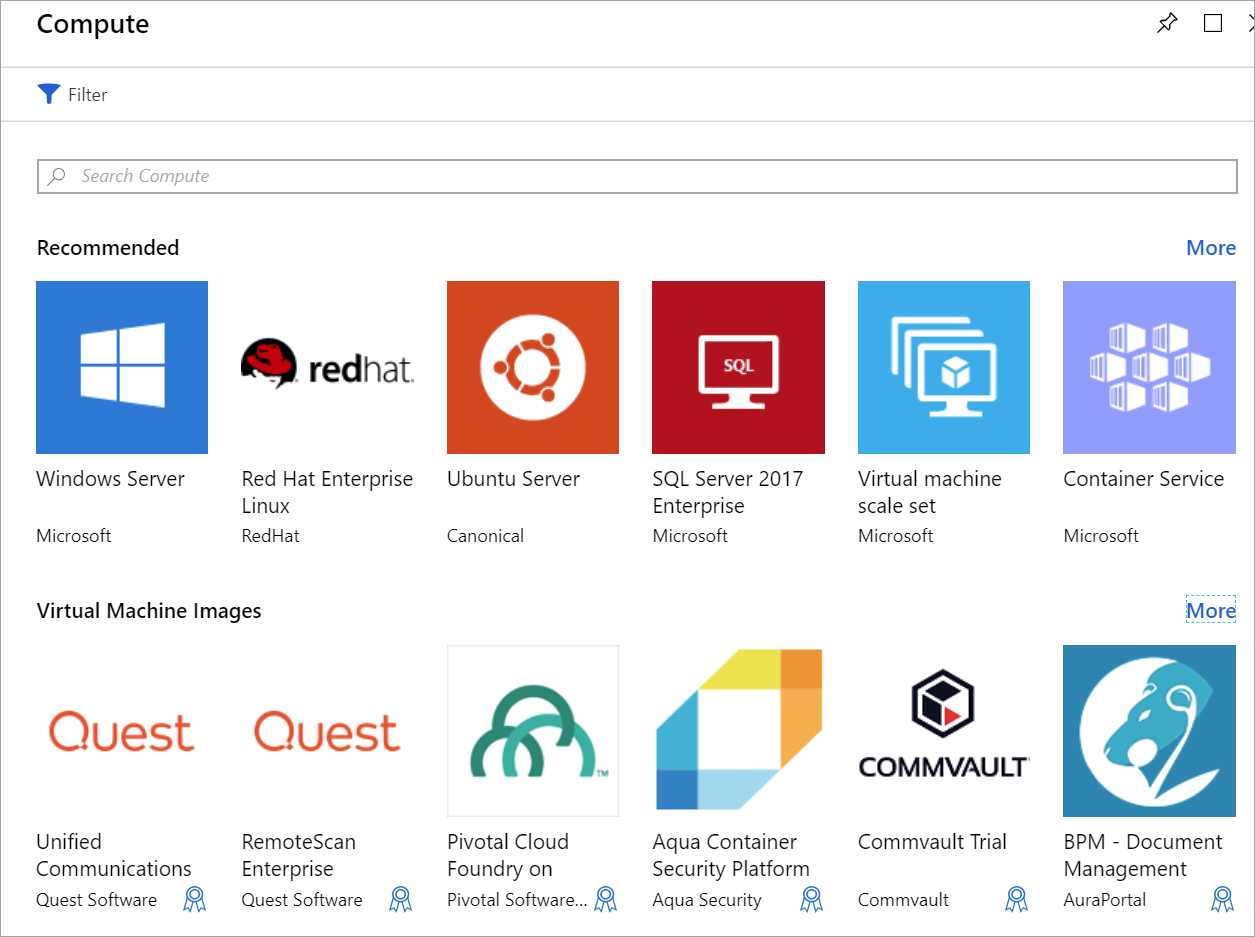 Compute
Filter
Search Compute
Recommended More
redhat.
SQL
Windows Server
Microsoft
Red Hat Enterprise
Linux
RedHat
Ubuntu Server
Canonical
SQL Server 2017
Enterprise
Microsoft
Virtual machine
scale set
Microsoft
Container Service
Microsoft
Virtual Machine Images More
Quest
Unified
Communications
Quest Software
Quest
RemoteScan
Enterprise
Quest Software
TM
Pivotal Cloud
Foundry on
Pivotal Software...
Aqua Container
Security Platform
Aqua Security
COMMVAULT
Commvault Trial
Commvault
BPM - Document
Management
AuraPortal